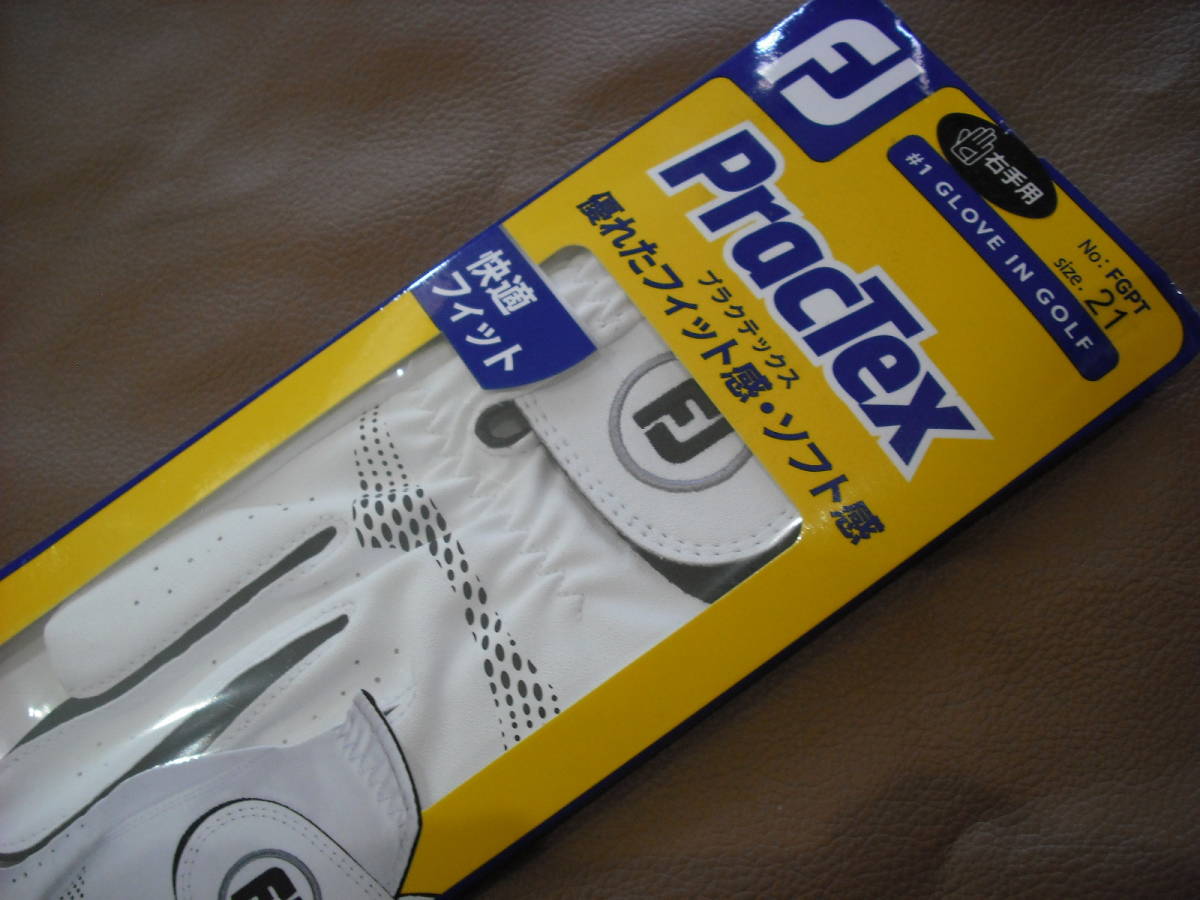 FJ
右手用
#1 GLOVE IN GOLF
No: FGPT
size. 21
PracTex
プラクテックス
優れたフィット感・ソフト感
快適
フィット
FJ
FJ